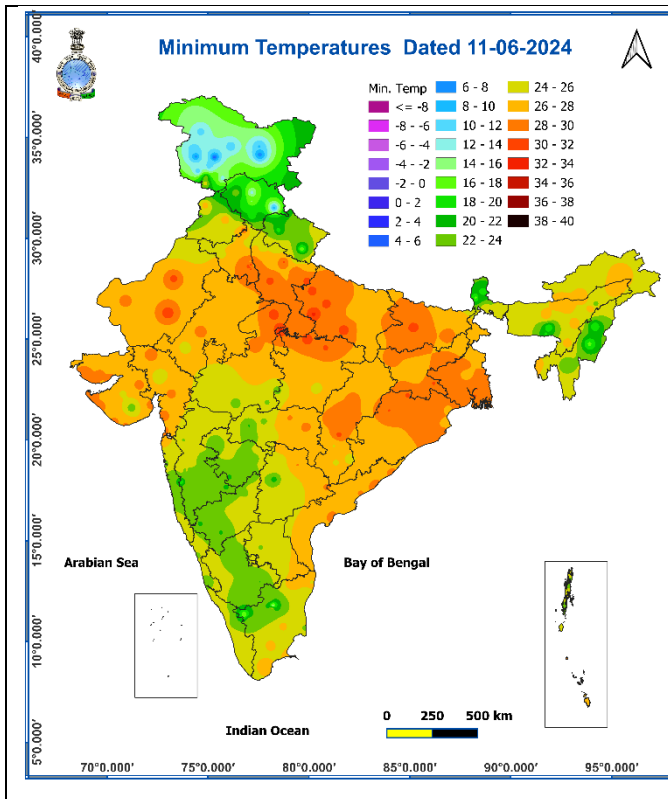 Minimum Temperatures Dated 11-06-2024
Min. Temp
<= -8
-8 - -6
-6 - -4
-4 - -2
-2 - 0
0 - 2
2 - 4
4 - 6
6 - 8
8 - 10
10 - 12
12 - 14
14 - 16
16 - 18
18 - 20
20 - 22
22 - 24
24 - 26
26 - 28
28 - 30
30 - 32
32 - 34
34 - 36
36 - 38
38 - 40
40°0.000'
35°0.000'
30°0.000'
25°0.000'
20°0.000'
15°0.000'
10°0.000'
5°0.000'
Arabian Sea
Bay of Bengal
Indian Ocean
0 250 500 km
70°0.000' 75°0.000' 80°0.000' 85°0.000' 90°0.000' 95°0.000'